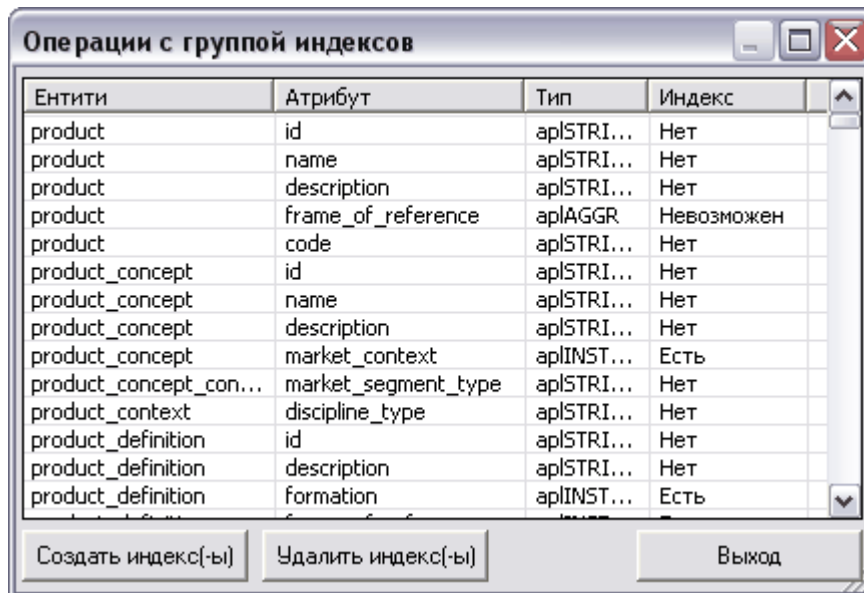 Операции с группой индексов
Ентити Атрибут Тип Индекс
product id aplSTRI... Нет
product name aplSTRI... Нет
product description aplSTRI... Нет
product frame_of_reference aplAGGR Невозможен
product code aplSTRI... Нет
product_concept id aplSTRI... Нет
product_concept name aplSTRI... Нет
product_concept description aplSTRI... Нет
product_concept market_context aplINST... Есть
product_concept_con... market_segment_type aplSTRI... Нет
product_context discipline_type aplSTRI... Нет
product_definition id aplSTRI... Нет
product_definition description aplSTRI... Нет
product_definition formation aplINST... Есть
Создать индекс(-ы) Удалить индекс(-ы) Выход